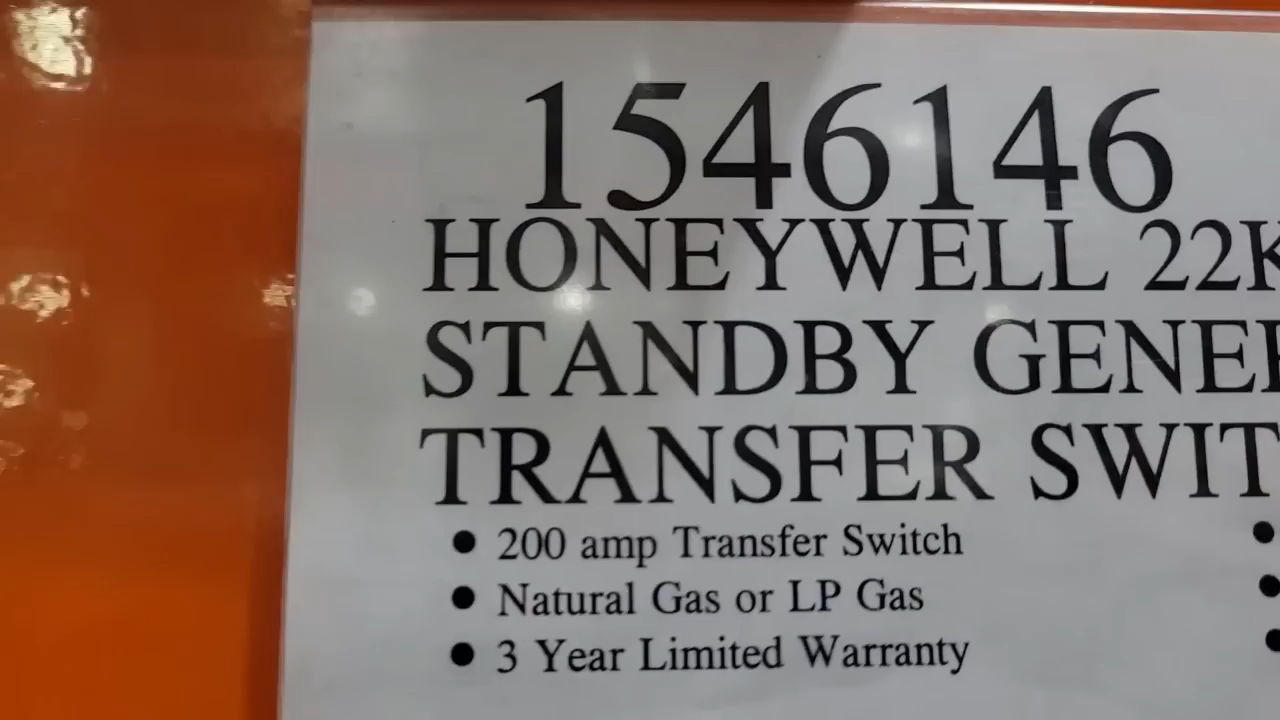 1546146
HONEYWELL 22K
STANDBY GENE
TRANSFER SWIT
• 200 amp Transfer Switch
• Natural Gas or LP Gas
• 3 Year Limited Warranty